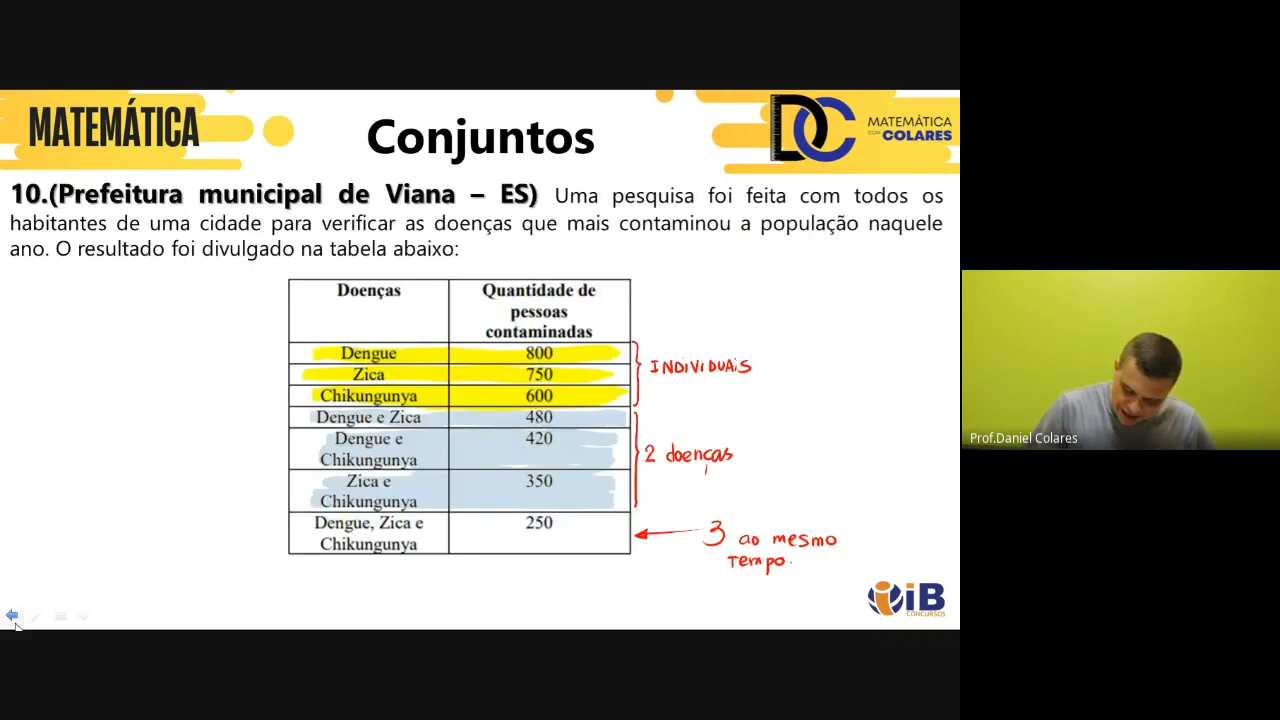 MATEMÁTICA
Conjuntos
DC
MATEMÁTICA
COM COLARES
10.(Prefeitura municipal de Viana – ES) Uma pesquisa foi feita com todos os
habitantes de uma cidade para verificar as doenças que mais contaminou a população naquele
ano. O resultado foi divulgado na tabela abaixo:
Doenças
Quantidade de
pessoas
contaminadas
Dengue 800
Zica 750
Chikungunya 600
INDIVIDUAIS
Dengue e Zica 480
Dengue e 420
Chikungunya
2 doenças
Zica e 350
Chikungunya
Dengue, Zica e 250
Chikungunya
3 ao mesmo
tempo.
iB
CONCURSOS
Prof.Daniel Colares